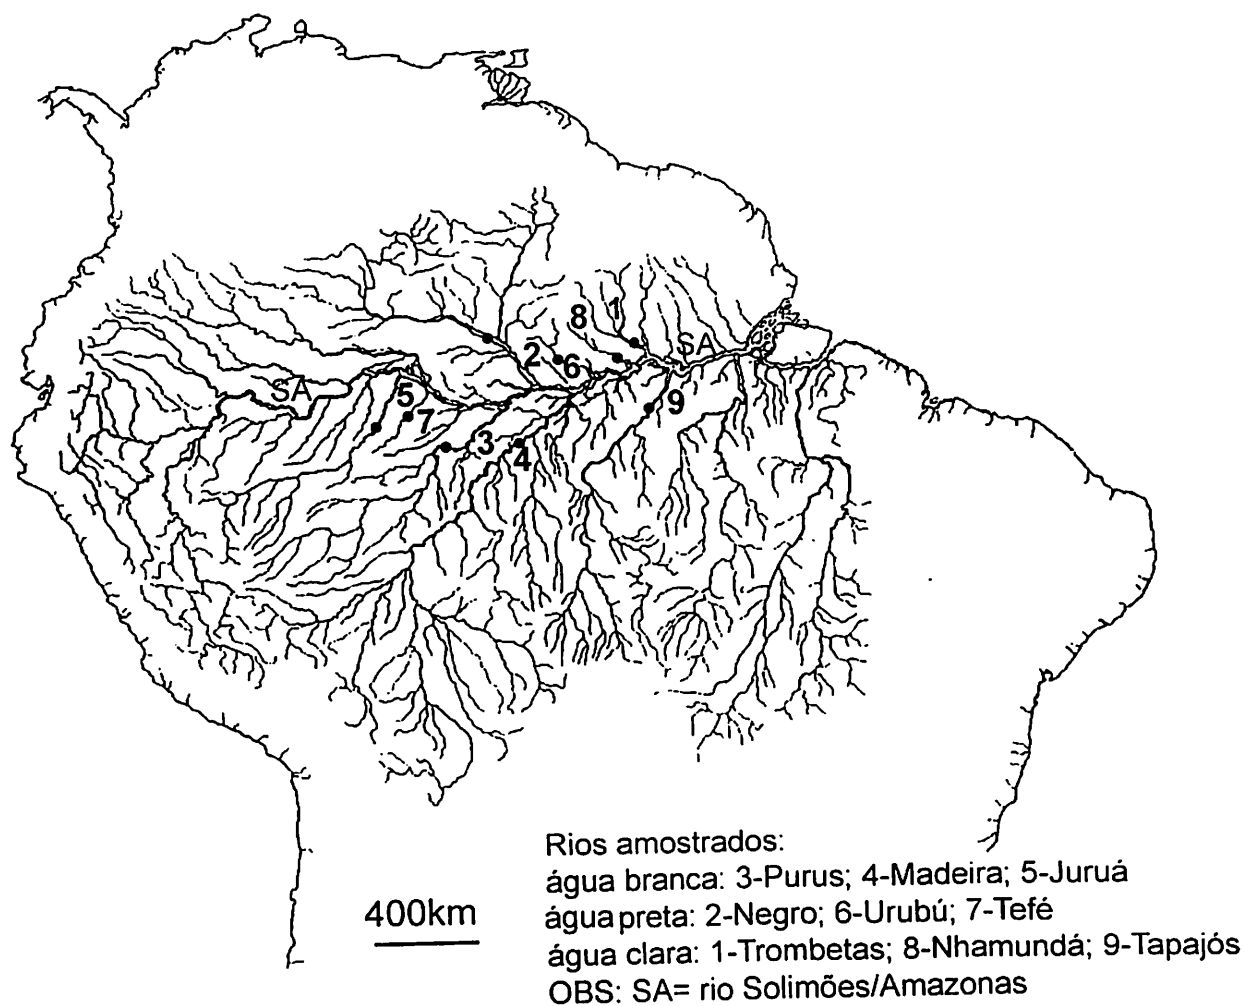 1
8
SA
2
6
SA
5
9
7
3
4
Rios amostrados:
água branca: 3-Purus; 4-Madeira; 5-Juruá
água preta: 2-Negro; 6-Urubú; 7-Tefé
água clara: 1-Trombetas; 8-Nhamundá; 9-Tapajós
OBS: SA= rio Solimões/Amazonas
400km